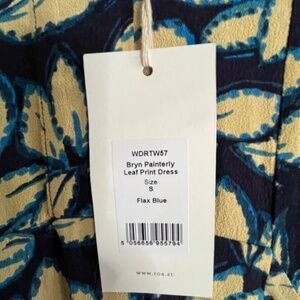 WDRTW57
Bryn Painterly
Leaf Print Dress
Size
S
Flax Blue
5 056656 955794
www.toa.st